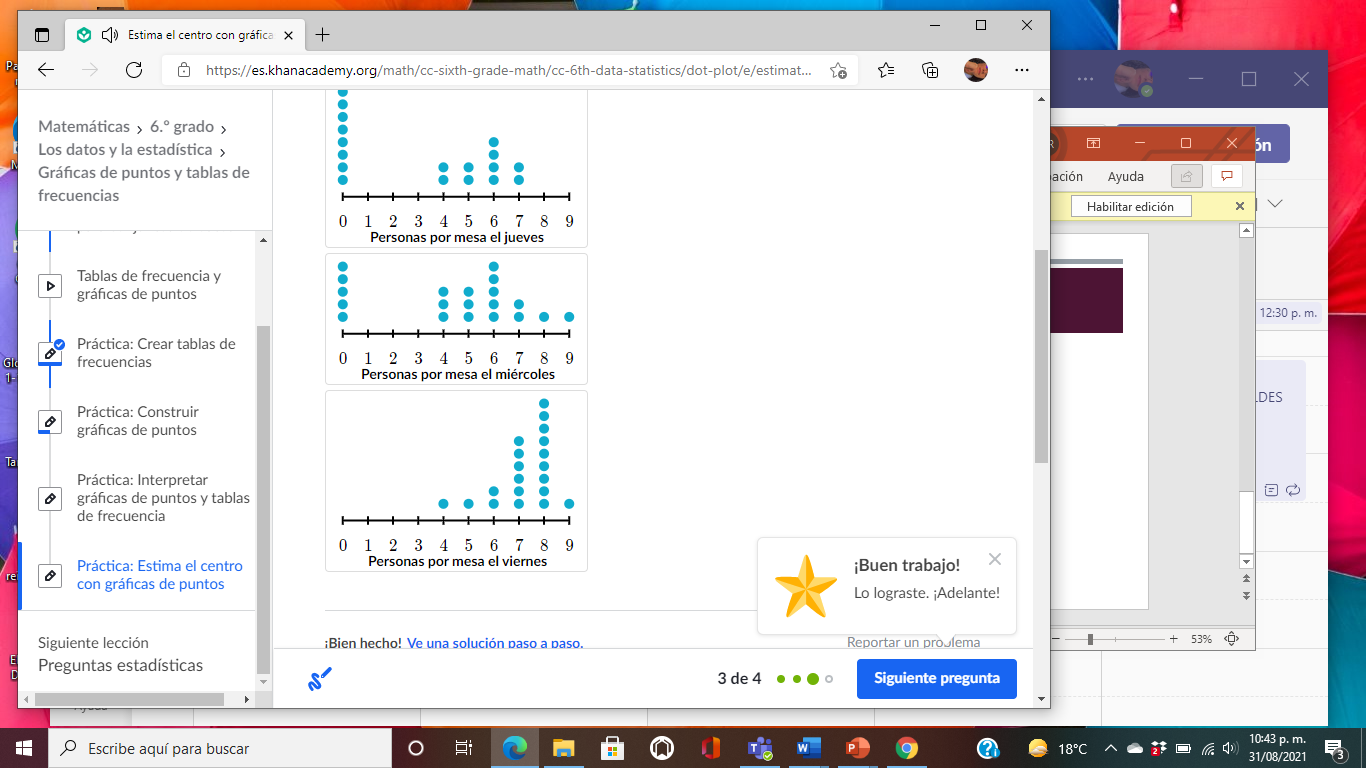 Estima el centro con gráfica
https://es.khanacademy.org/math/cc-sixth-grade-math/cc-6th-data-statistics/dot-plot/e/estimat...
Matemáticas > 6.º grado >
Los datos y la estadística >
Gráficas de puntos y tablas de
frecuencias
Tablas de frecuencia y
gráficas de puntos
Práctica: Crear tablas de
frecuencias
Práctica: Construir
gráficas de puntos
Práctica: Interpretar
gráficas de puntos y tablas
de frecuencia
Práctica: Estima el centro
con gráficas de puntos
Siguiente lección
Preguntas estadísticas
0 1 2 3 4 5 6 7 8 9
Personas por mesa el jueves
0 1 2 3 4 5 6 7 8 9
Personas por mesa el miércoles
0 1 2 3 4 5 6 7 8 9
Personas por mesa el viernes
¡Buen trabajo!
Lo lograste. ¡Adelante!
¡Bien hecho! Ve una solución paso a paso.
Reportar un problema
3 de 4
Siguiente pregunta
ón
ación Ayuda
Habilitar edición
12:30 p. m.
LDES
53%
Ayuda
Escribe aquí para buscar
18°C
10:43 p. m.
31/08/2021
3